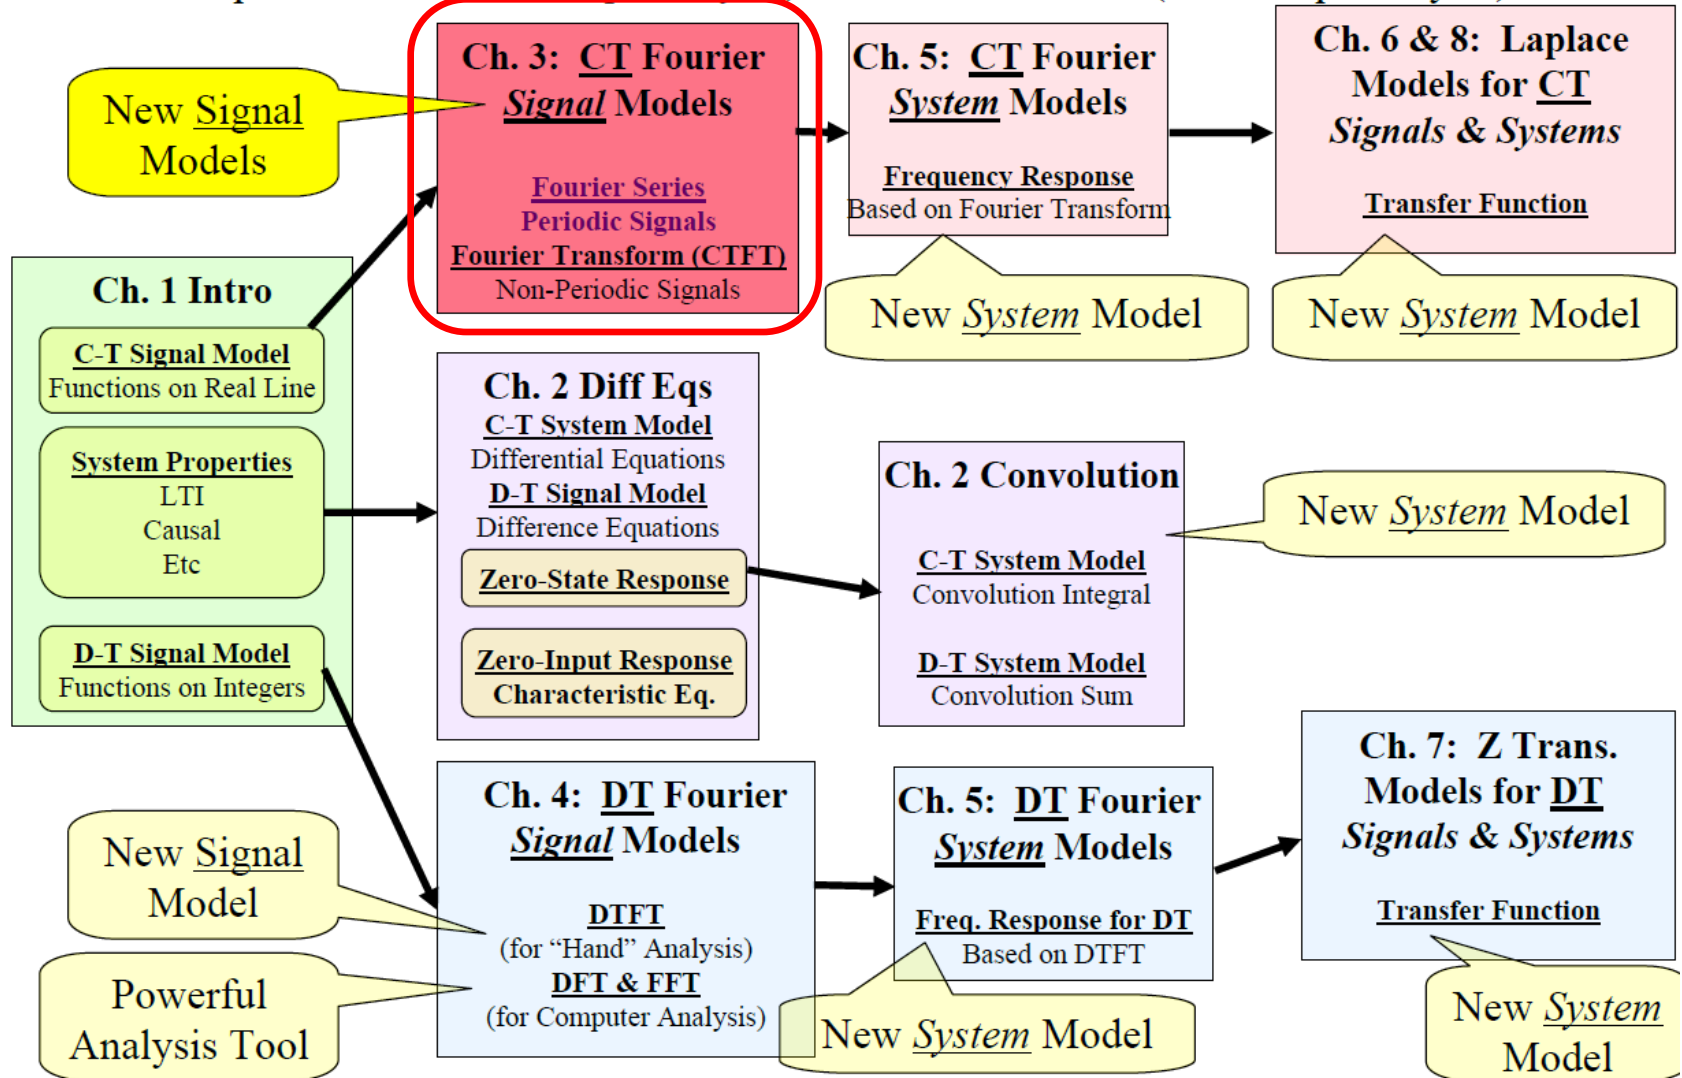 New Signal
Models
Ch. 3: CT Fourier
Signal Models
Fourier Series
Periodic Signals
Fourier Transform (CTFT)
Non-Periodic Signals
Ch. 5: CT Fourier
System Models
Frequency Response
Based on Fourier Transform
New System Model
Ch. 6 & 8: Laplace
Models for CT
Signals & Systems
Transfer Function
New System Model
Ch. 1 Intro
C-T Signal Model
Functions on Real Line
System Properties
LTI
Causal
Etc
D-T Signal Model
Functions on Integers
Ch. 2 Diff Eqs
C-T System Model
Differential Equations
D-T Signal Model
Difference Equations
Zero-State Response
Zero-Input Response
Characteristic Eq.
Ch. 2 Convolution
C-T System Model
Convolution Integral
D-T System Model
Convolution Sum
New System Model
New Signal
Model
Powerful
Analysis Tool
Ch. 4: DT Fourier
Signal Models
DTFT
(for “Hand” Analysis)
DFT & FFT
(for Computer Analysis)
Ch. 5: DT Fourier
System Models
Freq. Response for DT
Based on DTFT
New System Model
Ch. 7: Z Trans.
Models for DT
Signals & Systems
Transfer Function
New System
Model